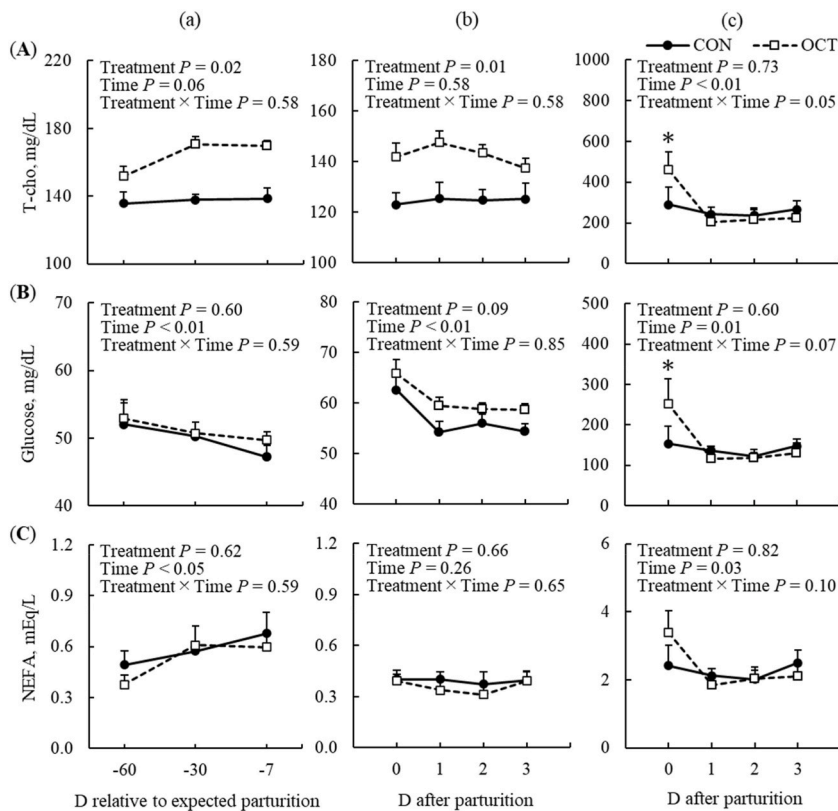 (a) (b) (c)
CON OCT
(A)
T-cho, mg/dL
220
180
140
100
Treatment P = 0.02
Time P = 0.06
Treatment × Time P = 0.58
180
160
140
120
100
Treatment P = 0.01
Time P = 0.58
Treatment × Time P = 0.58
1000
800
600
400
200
0
Treatment P = 0.73
Time P < 0.01
Treatment × Time P = 0.05
*
(B)
Glucose, mg/dL
70
60
50
40
Treatment P = 0.60
Time P < 0.01
Treatment × Time P = 0.59
80
70
60
50
40
Treatment P = 0.09
Time P < 0.01
Treatment × Time P = 0.85
500
400
300
200
100
0
Treatment P = 0.60
Time P = 0.01
Treatment × Time P = 0.07
*
(C)
NEFA, mEq/L
1.2
0.9
0.6
0.3
0.0
Treatment P = 0.62
Time P < 0.05
Treatment × Time P = 0.59
1.2
0.9
0.6
0.3
0.0
Treatment P = 0.66
Time P = 0.26
Treatment × Time P = 0.65
6
4
2
0
Treatment P = 0.82
Time P = 0.03
Treatment × Time P = 0.10
-60 -30 -7
0 1 2 3
0 1 2 3
D relative to expected parturition
D after parturition
D after parturition